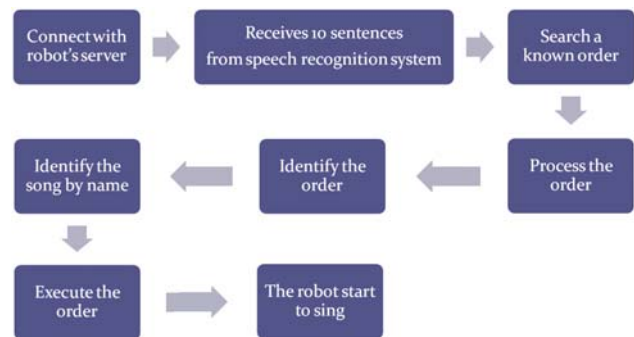 Connect with
robot's server
Receives 10 sentences
from speech recognition system
Search a
known order
Process the
order
Identify the
order
Identify the
song by name
Execute the
order
The robot start
to sing